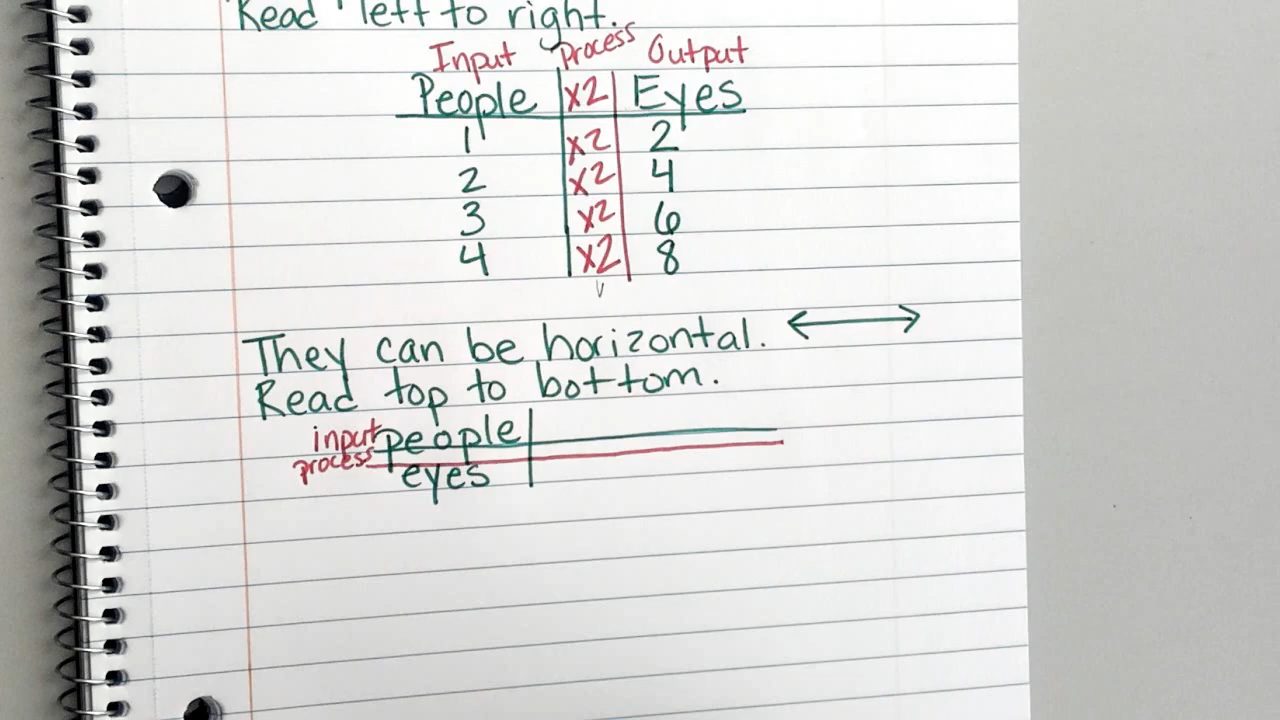 Read left to right.
Input Process Output
People x2 Eyes
1 x2 2
2 x2 4
3 x2 6
4 x2 8
They can be horizontal.
Read top to bottom.
input people
process
eyes